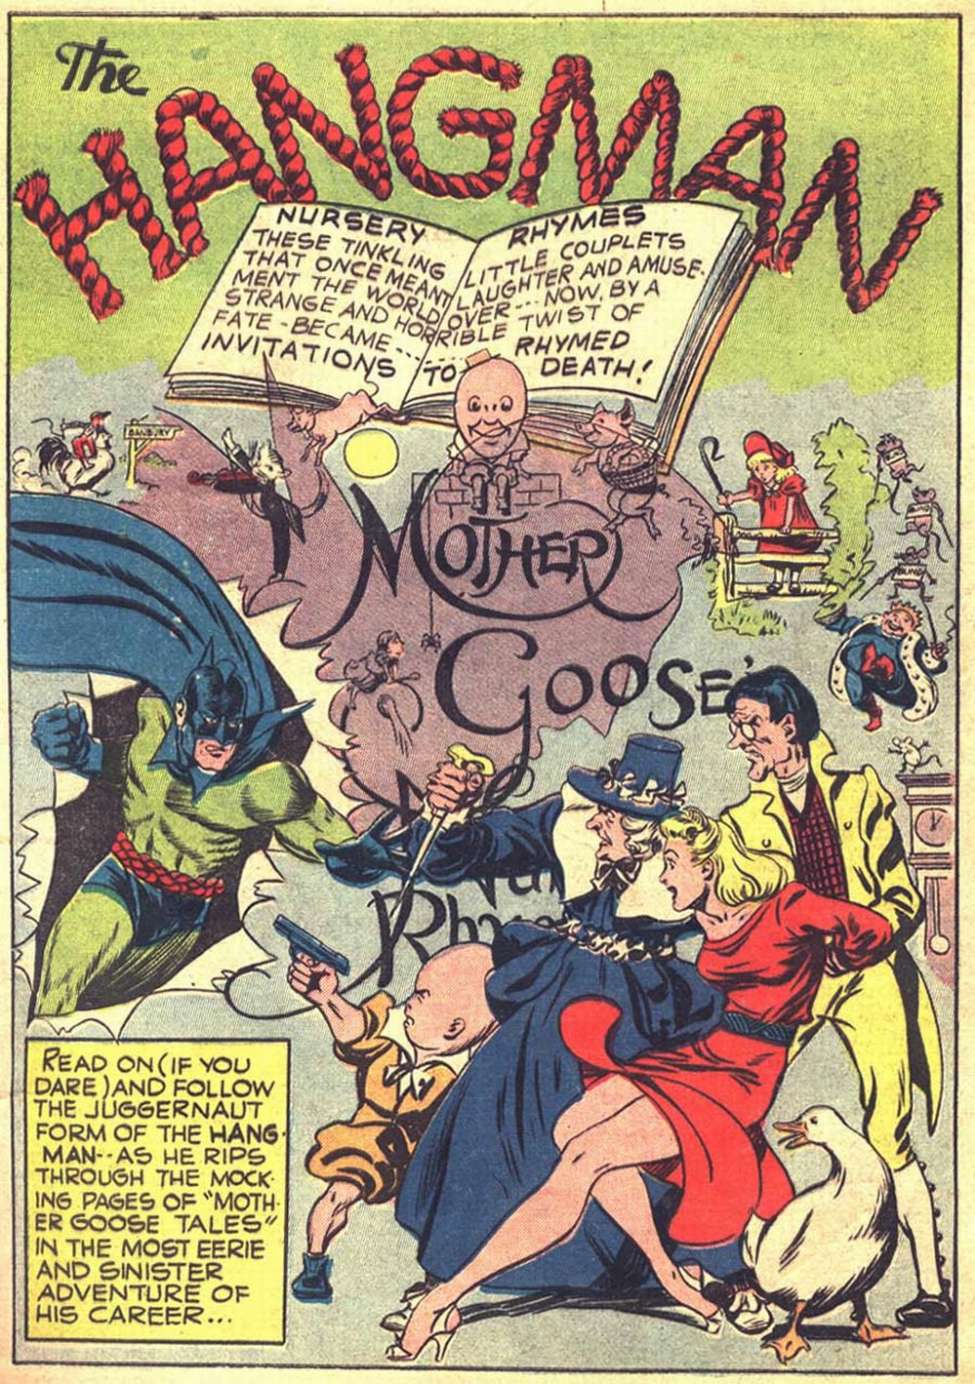 The
HANGMAN
NURSERY RHYMES
THESE TINKLING LITTLE COUPLETS
THAT ONCE MEANT LAUGHTER AND AMUSE-
MENT THE WORLD OVER --- NOW, BY A
STRANGE AND HORRIBLE TWIST OF
FATE - BECAME ------ RHYMED
INVITATIONS TO DEATH!
BANBURY
MOTHER
GOOSE'S
READ ON (IF YOU
DARE) AND FOLLOW
THE JUGGERNAUT
FORM OF THE HANG-
MAN-- AS HE RIPS
THROUGH THE MOCK-
ING PAGES OF "MOTH-
ER GOOSE TALES"
IN THE MOST EERIE
AND SINISTER
ADVENTURE OF
HIS CAREER...